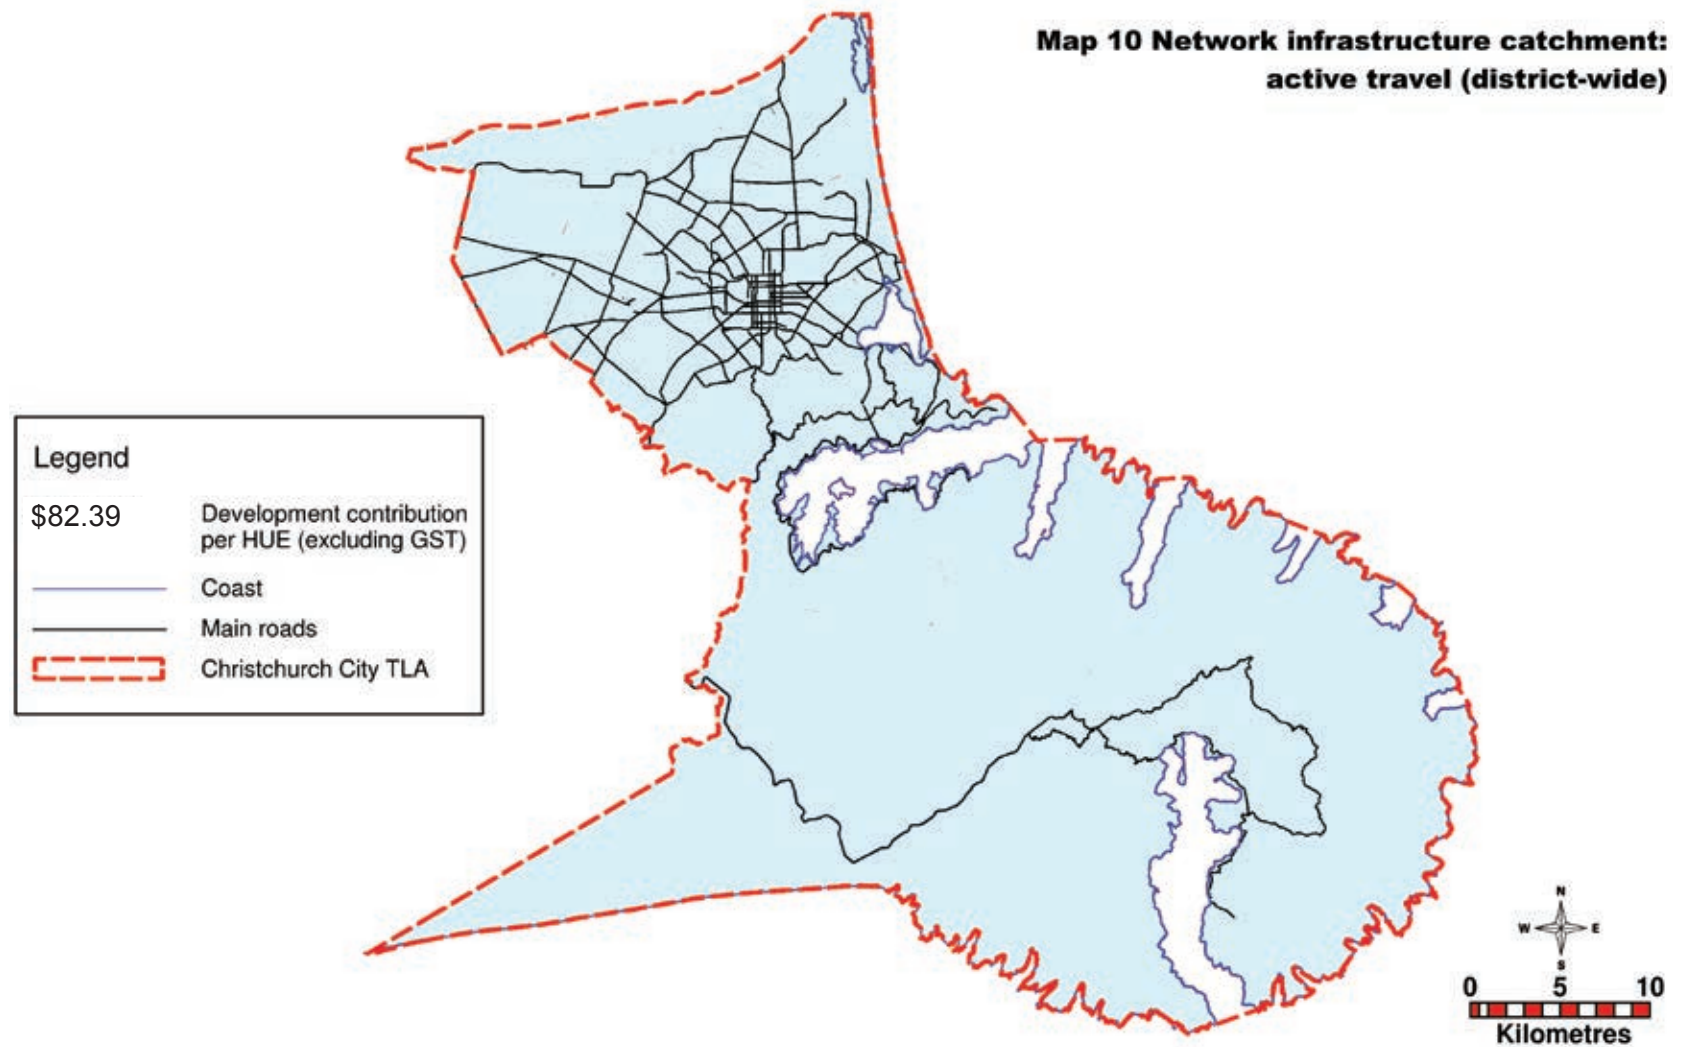 Map 10 Network infrastructure catchment:
active travel (district-wide)
Legend
$82.39
Development contribution
per HUE (excluding GST)
Coast
Main roads
Christchurch City TLA
N
W E
S
0 5 10
Kilometres